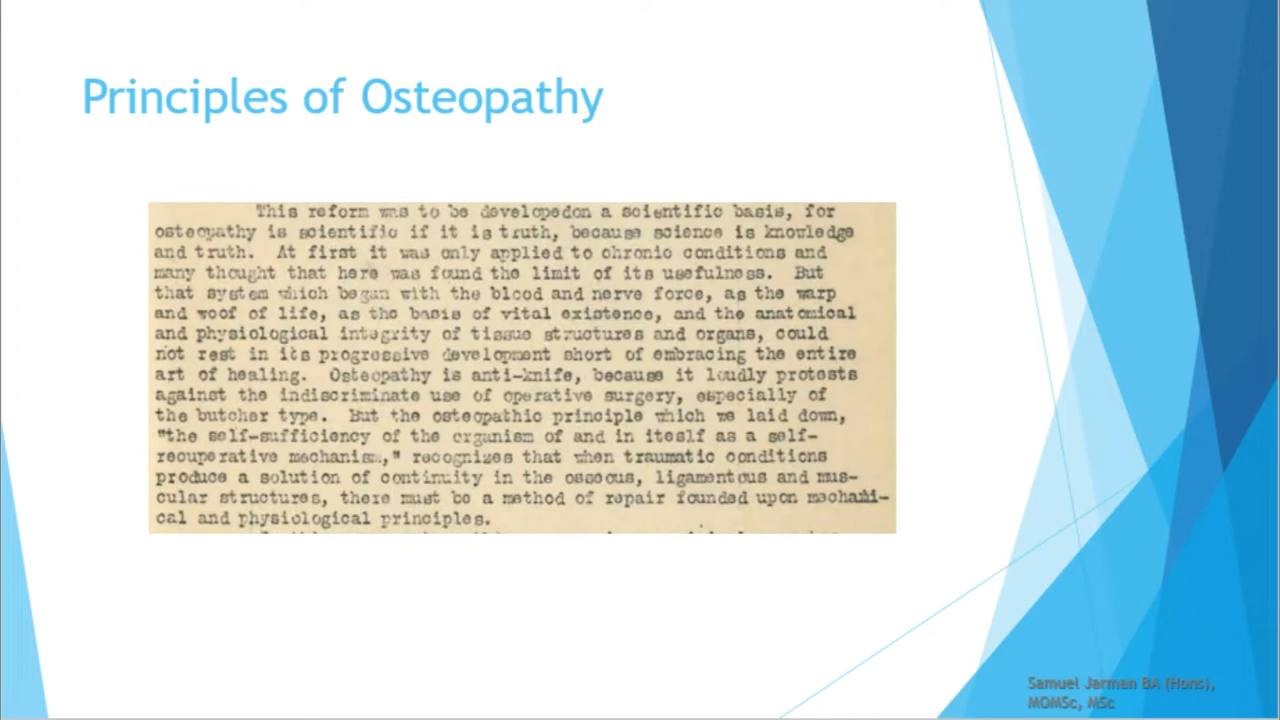 Principles of Osteopathy
This reform was to be developedon a scientific basis, for
osteopathy is scientific if it is truth, because science is knowledge
and truth. At first it was only applied to chronic conditions and
many thought that here was found the limit of its usefulness. But
that system which began with the blood and nerve force, as the warp
and woof of life, as the basis of vital existence, and the anatomical
and physiological integrity of tissue structures and organs, could
not rest in its progressive development short of embracing the entire
art of healing. Osteopathy is anti-knife, because it loudly protests
against the indiscriminate use of operative surgery, especially of
the butcher type. But the osteopathic principle which we laid down,
"the self-sufficiency of the organism of and in iteslf as a self-
recuperative mechanism," recognizes that when traumatic conditions
produce a solution of continuity in the osseous, ligamentous and mus-
cular structures, there must be a method of repair founded upon mechani-
cal and physiological principles.
Samuel Jarman BA (Hons),
MOMSc, MSc